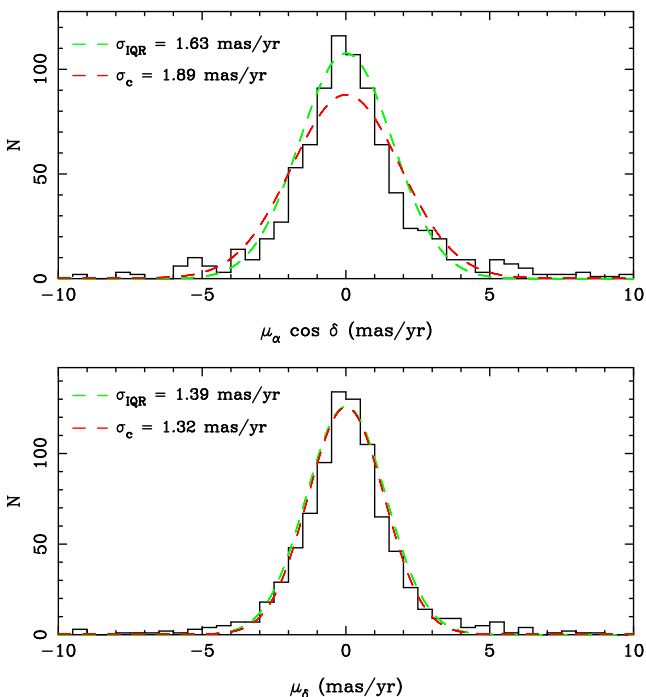 σIQR = 1.63 mas/yr
σc = 1.89 mas/yr
N
100
50
0
−10
−5
0
5
10
μα cos δ (mas/yr)
σIQR = 1.39 mas/yr
σc = 1.32 mas/yr
N
100
50
0
−10
−5
0
5
10
μδ (mas/yr)